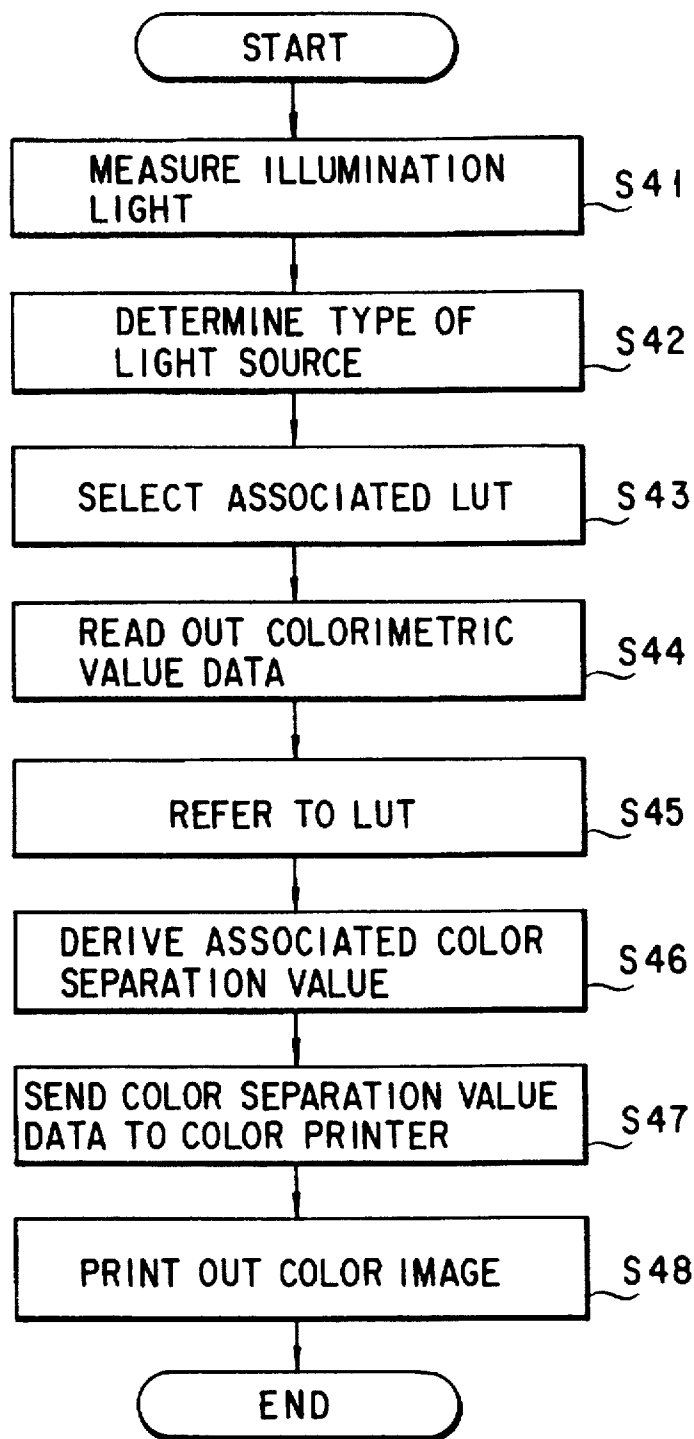 START
MEASURE ILLUMINATION
LIGHT
S41
DETERMINE TYPE OF
LIGHT SOURCE
S42
SELECT ASSOCIATED LUT
S43
READ OUT COLORIMETRIC
VALUE DATA
S44
REFER TO LUT
S45
DERIVE ASSOCIATED COLOR
SEPARATION VALUE
S46
SEND COLOR SEPARATION VALUE
DATA TO COLOR PRINTER
S47
PRINT OUT COLOR IMAGE
S48
END